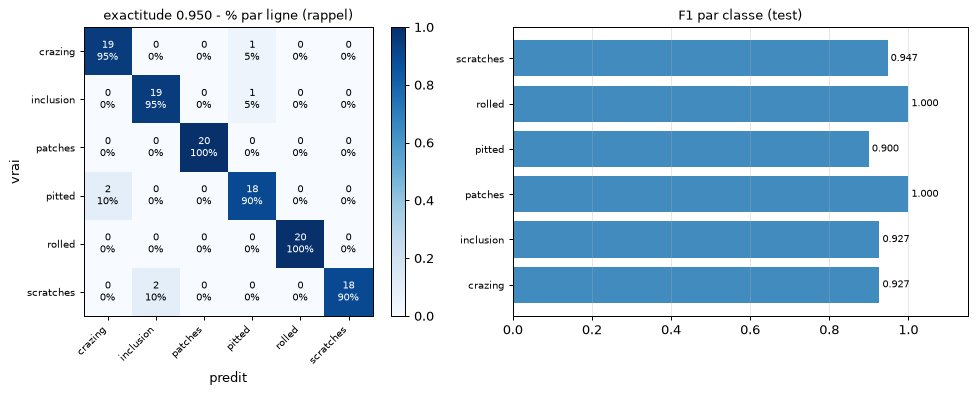 exactitude 0.950 - % par ligne (rappel)
crazing 19 0 0 1 0 0
95% 0% 0% 5% 0% 0%
inclusion 0 19 0 1 0 0
0% 95% 0% 5% 0% 0%
patches 0 0 20 0 0 0
0% 0% 100% 0% 0% 0%
pitted 2 0 0 18 0 0
10% 0% 0% 90% 0% 0%
rolled 0 0 0 0 20 0
0% 0% 0% 0% 100% 0%
scratches 0 2 0 0 0 18
0% 10% 0% 0% 0% 90%
vrai
crazing inclusion patches pitted rolled scratches
predit
1.0
0.8
0.6
0.4
0.2
0.0
F1 par classe (test)
scratches 0.947
rolled 1.000
pitted 0.900
patches 1.000
inclusion 0.927
crazing 0.927
0.0 0.2 0.4 0.6 0.8 1.0